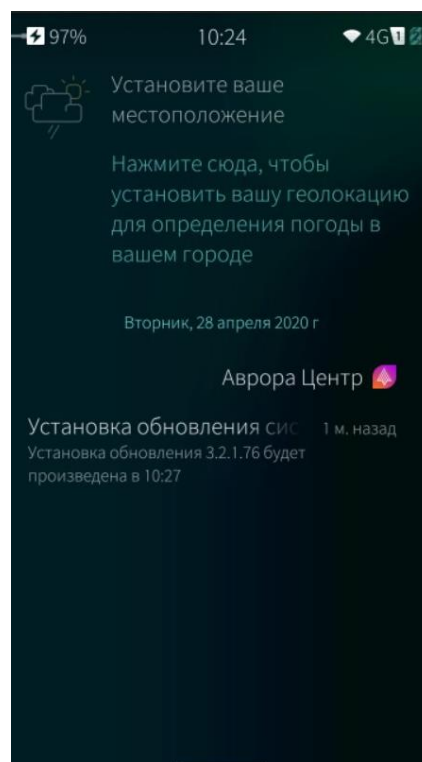 97% 10:24 4G 1
Установите ваше
местоположение
Нажмите сюда, чтобы
установить вашу геолокацию
для определения погоды в
вашем городе
Вторник, 28 апреля 2020 г
Аврора Центр
Установка обновления сис 1 м. назад
Установка обновления 3.2.1.76 будет
произведена в 10:27